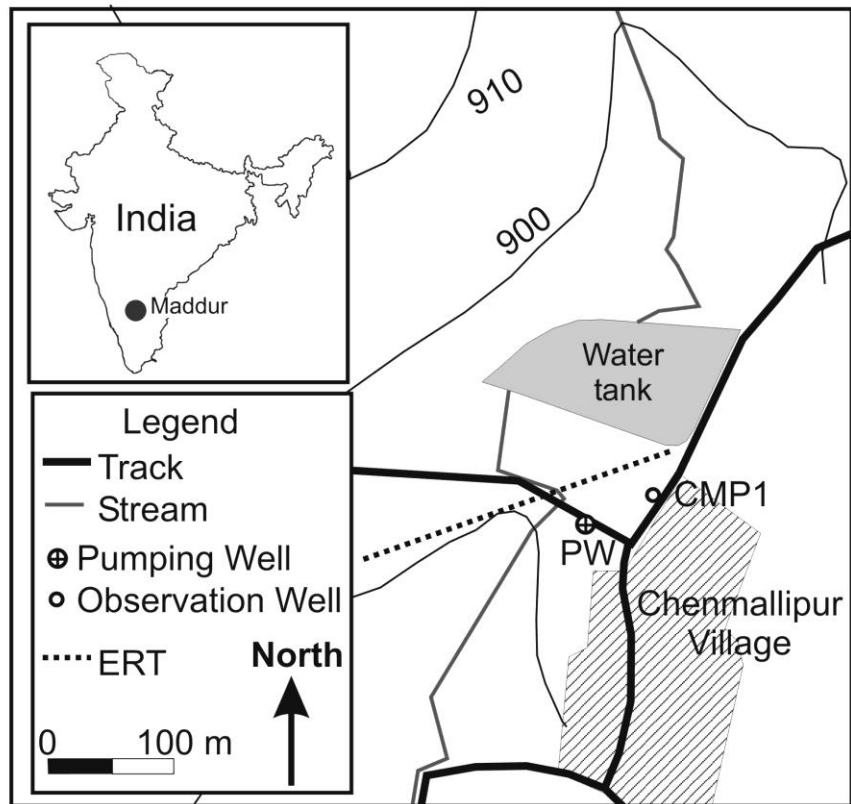 India
Maddur
910
900
Water
tank
CMP1
PW
Chenmallipur
Village
Legend
Track
Stream
Pumping Well
Observation Well
ERT
North
0 100 m